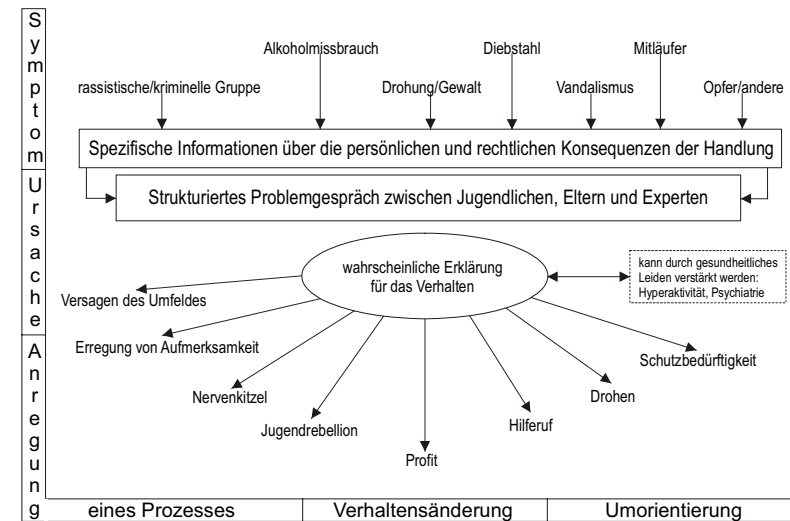 Symptom
Alkoholmissbrauch Diebstahl Mitläufer
rassistische/kriminelle Gruppe Drohung/Gewalt Vandalismus Opfer/andere
Spezifische Informationen über die persönlichen und rechtlichen Konsequenzen der Handlung
Ursache
Strukturiertes Problemgespräch zwischen Jugendlichen, Eltern und Experten
wahrscheinliche Erklärung
für das Verhalten
kann durch gesundheitliches
Leiden verstärkt werden:
Hyperaktivität, Psychiatrie
Versagen des Umfeldes
Anregung
Erregung von Aufmerksamkeit
Nervenkitzel
Jugendrebellion
Profit
Hilferuf
Drohen
Schutzbedürftigkeit
eines Prozesses Verhaltensänderung Umorientierung